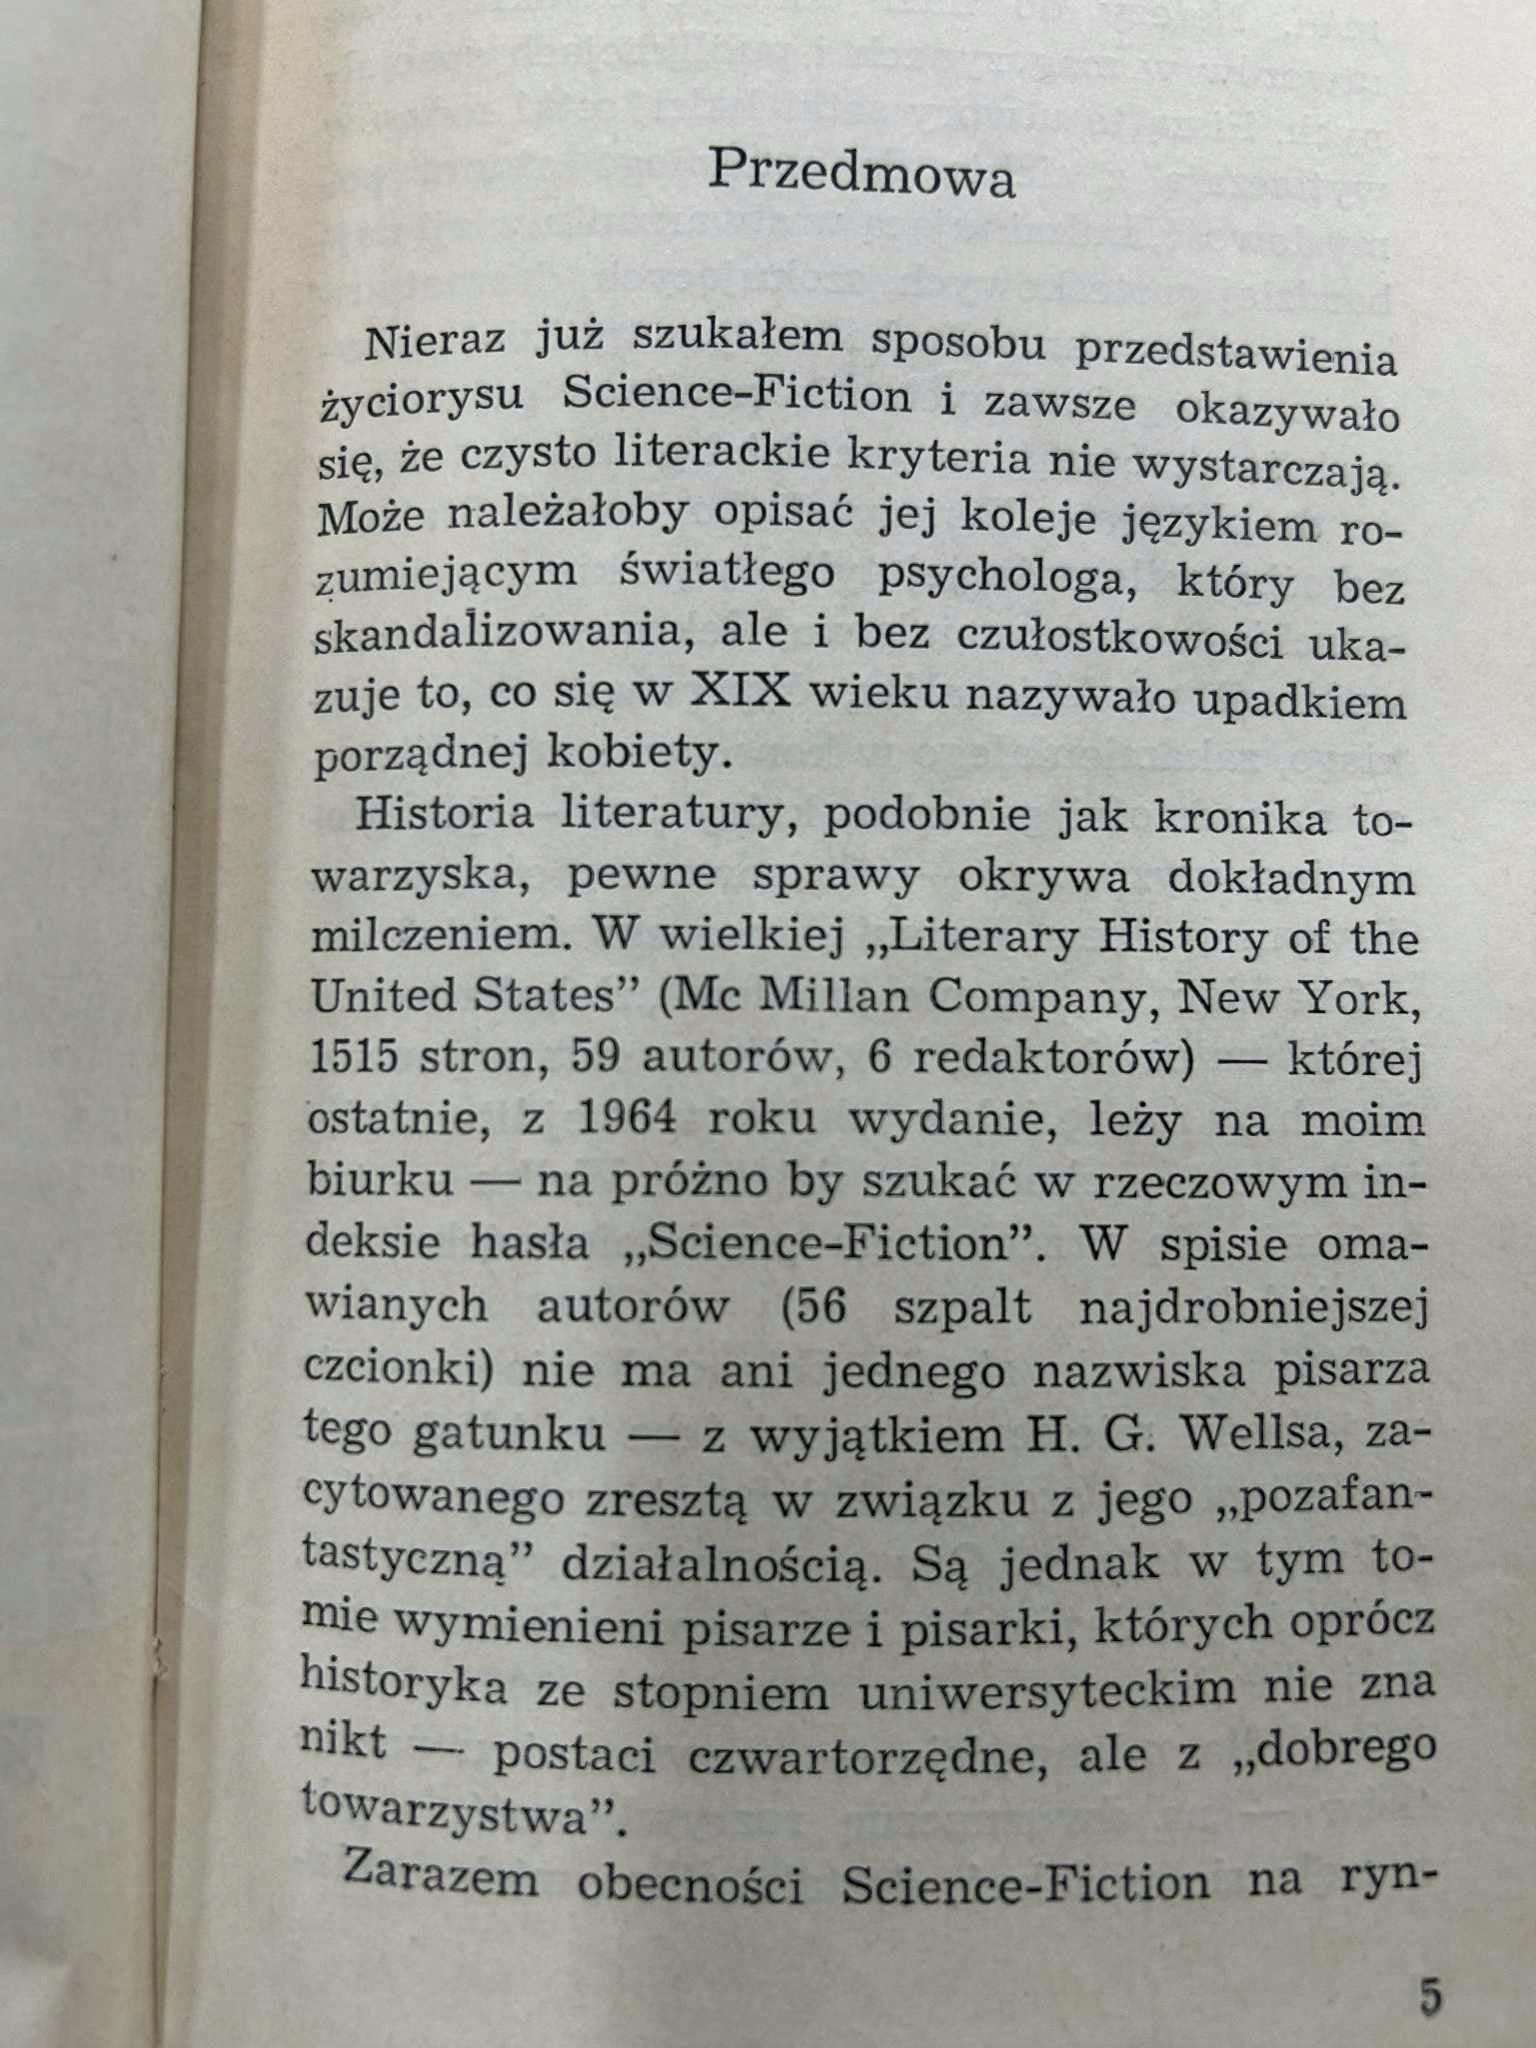 Przedmowa
Nieraz już szukałem sposobu przedstawienia
życiorysu Science-Fiction i zawsze okazywało
się, że czysto literackie kryteria nie wystarczają.
Może należałoby opisać jej koleje językiem ro-
zumiejącym światłego psychologa, który bez
skandalizowania, ale i bez czułostkowości uka-
zuje to, co się w XIX wieku nazywało upadkiem
porządnej kobiety.
Historia literatury, podobnie jak kronika to-
warzyska, pewne sprawy okrywa dokładnym
milczeniem. W wielkiej „Literary History of the
United States” (Mc Millan Company, New York,
1515 stron, 59 autorów, 6 redaktorów) — której
ostatnie, z 1964 roku wydanie, leży na moim
biurku — na próżno by szukać w rzeczowym in-
deksie hasła „Science-Fiction”. W spisie oma-
wianych autorów (56 szpalt najdrobniejszej
czcionki) nie ma ani jednego nazwiska pisarza
tego gatunku — z wyjątkiem H. G. Wellsa, za-
cytowanego zresztą w związku z jego „pozafan-
tastyczną” działalnością. Są jednak w tym to-
mie wymienieni pisarze i pisarki, których oprócz
historyka ze stopniem uniwersyteckim nie zna
nikt — postaci czwartorzędne, ale z „dobrego
towarzystwa”.
Zarazem obecności Science-Fiction na ryn-
5